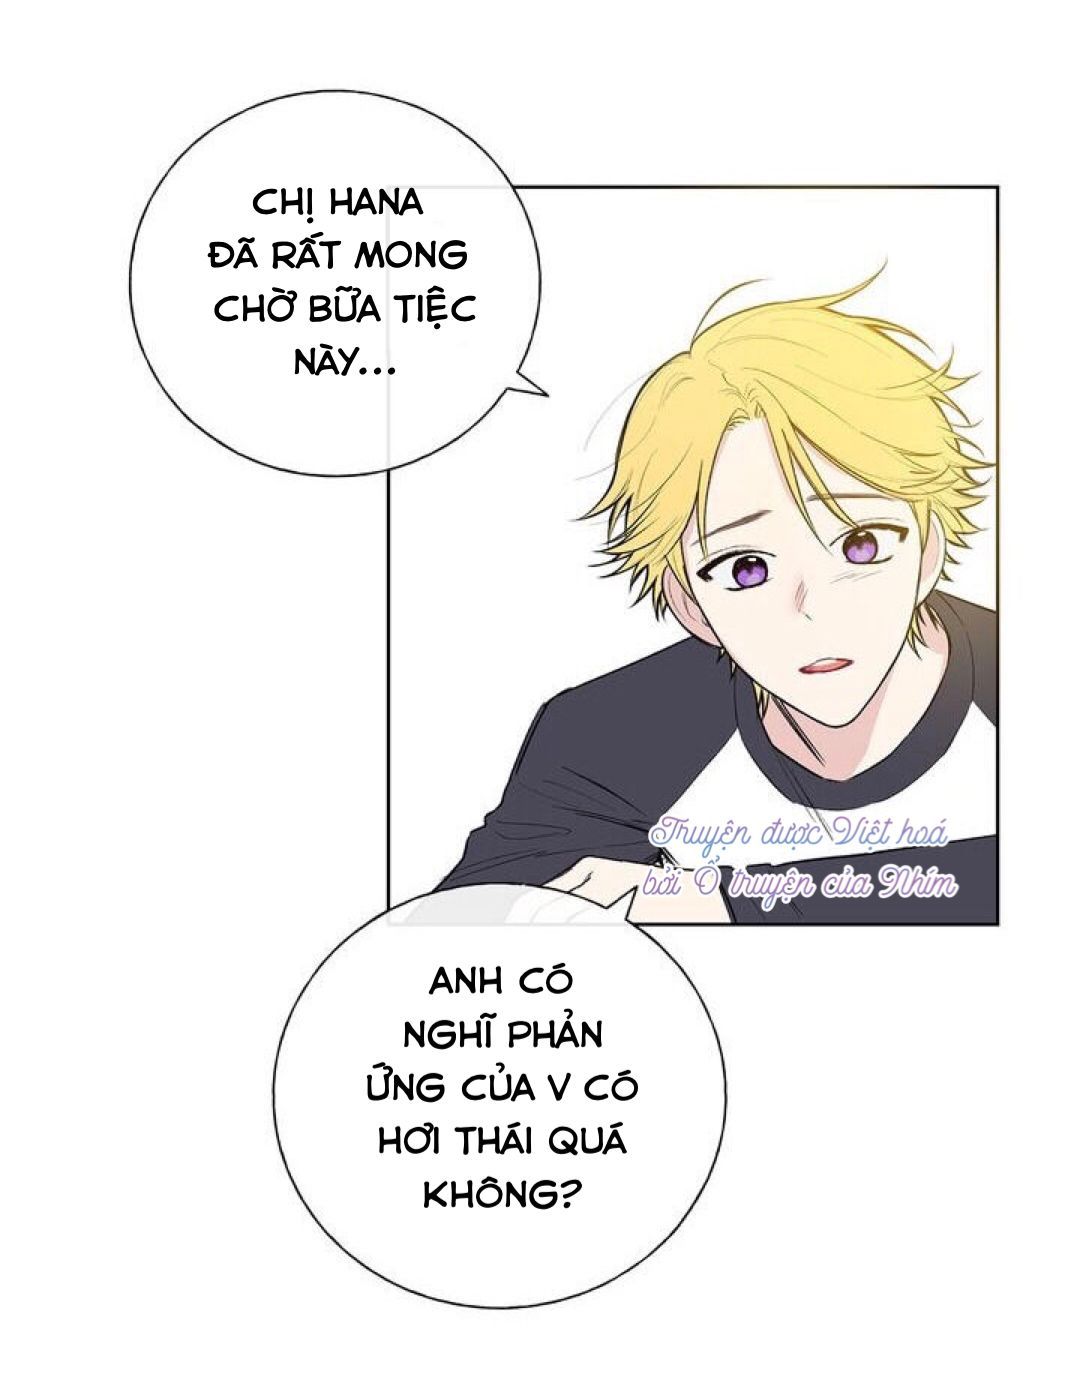 CHỊ HANA
ĐÃ RẤT MONG
CHỜ BỮA TIỆC
NÀY...
Truyện được Việt hoá
bởi Ổ truyện của Nhím
ANH CÓ
NGHĨ PHẢN
ỨNG CỦA V CÓ
HƠI THÁI QUÁ
KHÔNG?